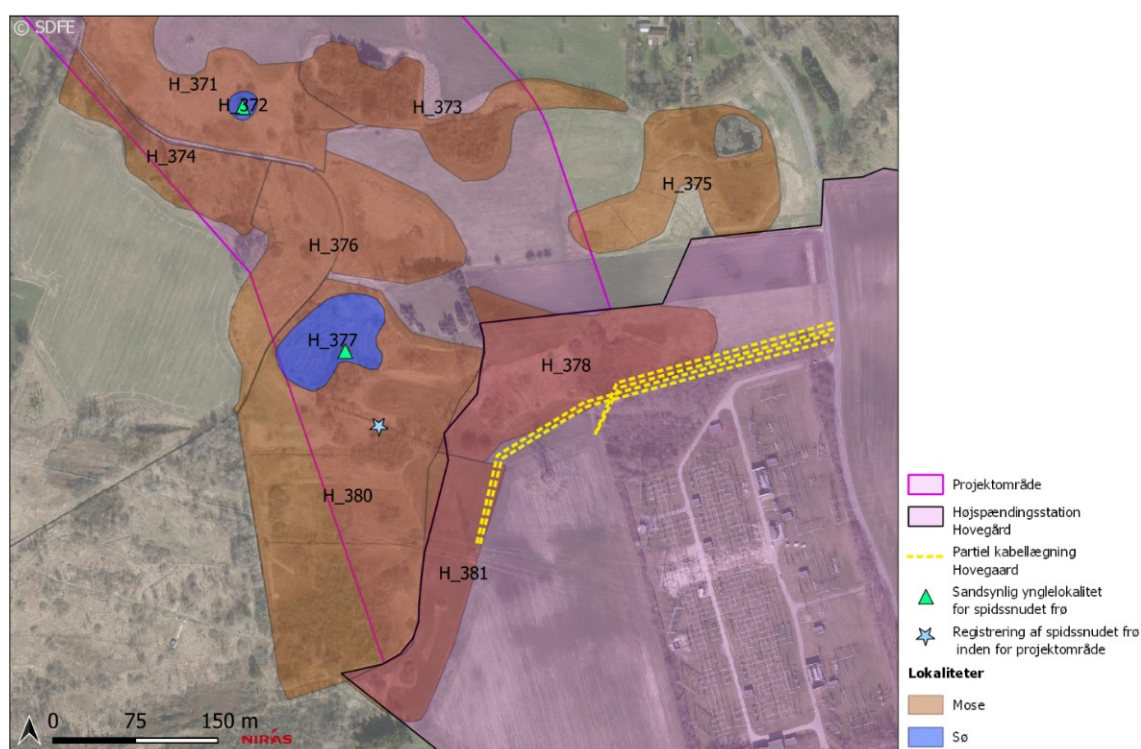 © SDFE
H_371
H_372
H_373
H_374
H_375
H_376
H_377
H_378
H_380
H_381
0 75 150 m
NIRÁS
Projektområde
Højspændingsstation
Hovegård
Partiel kabellægning
Hovegaard
Sandsynlig ynglelokalitet
for spidssnudet frø
Registrering af spidssnudet frø
inden for projektområde
Lokaliteter
Mose
Sø